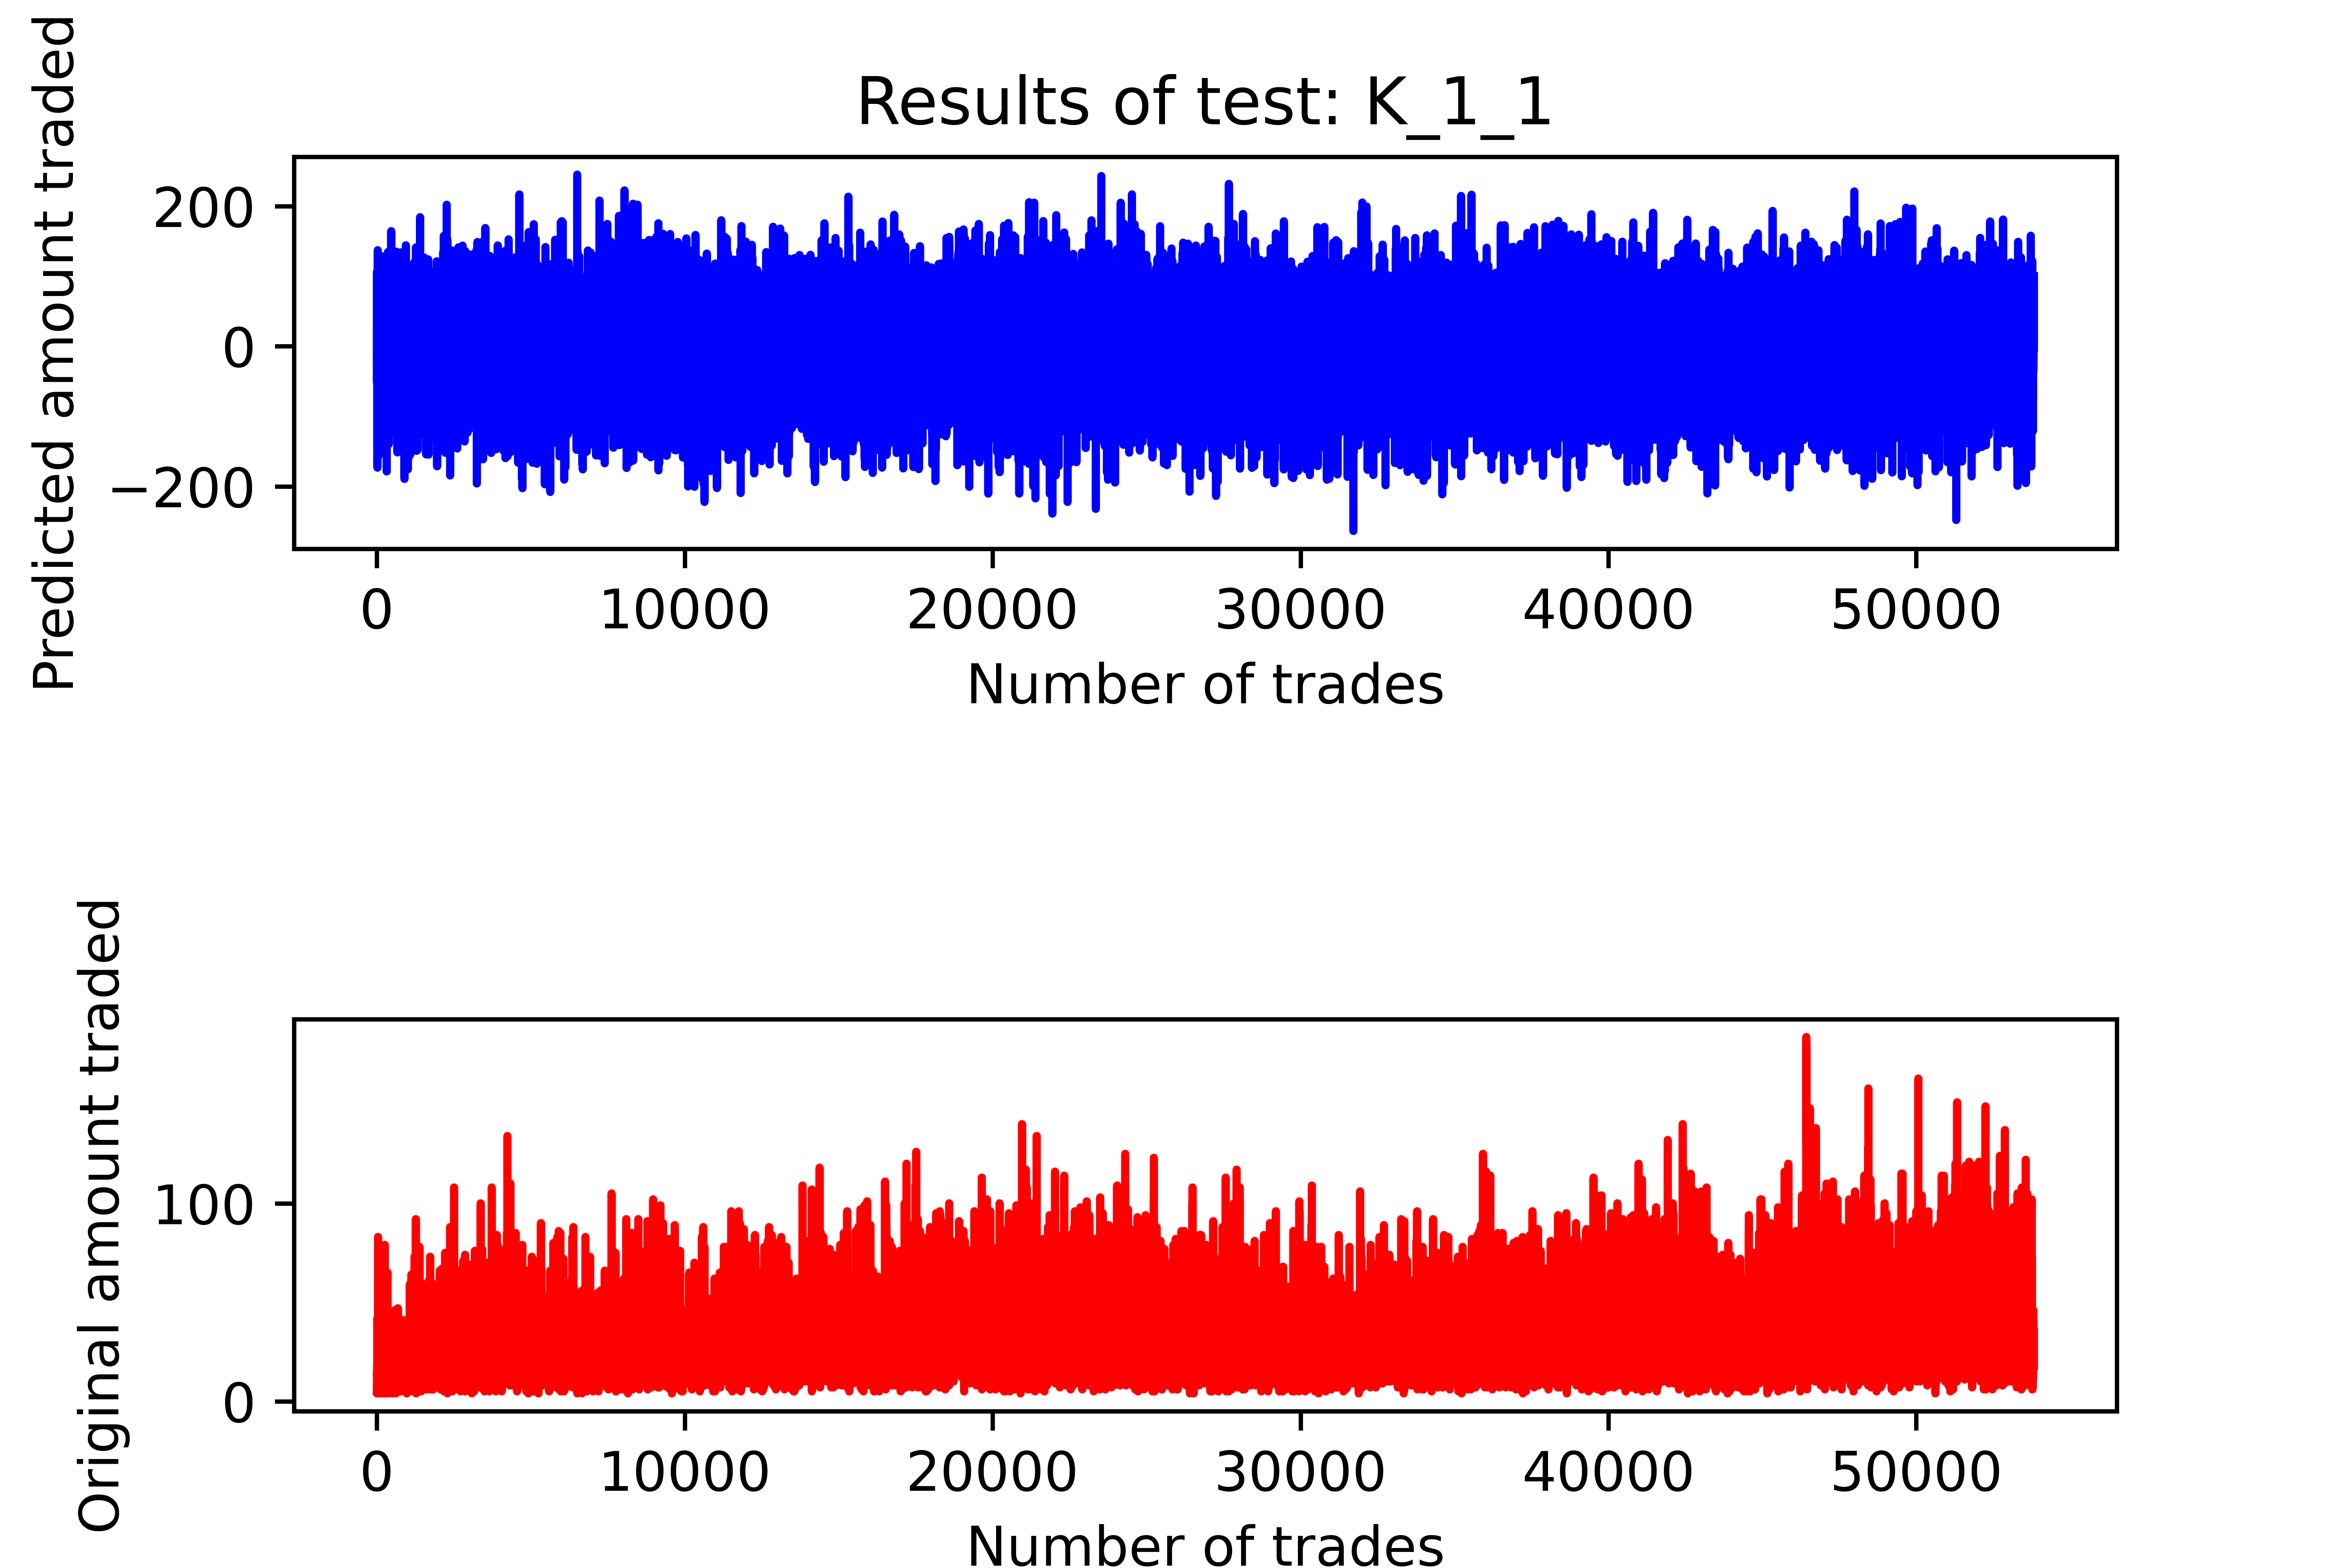 Results of test: K_1_1
Predicted amount traded
200
0
−200
0 10000 20000 30000 40000 50000
Number of trades
Original amount traded
100
0
0 10000 20000 30000 40000 50000
Number of trades